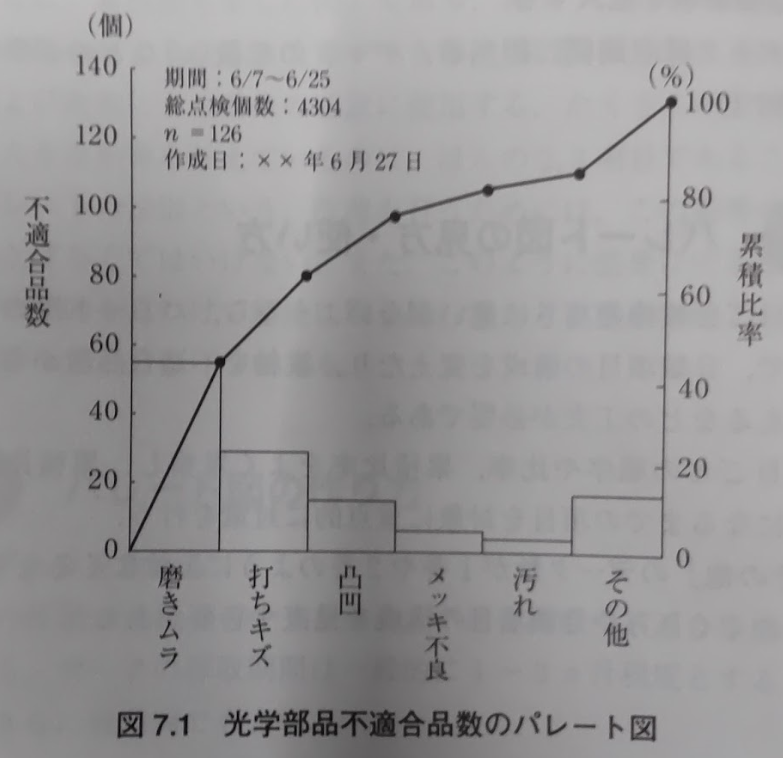 (個)
140
120
100
80
60
40
20
0
期間：6/7～6/25
総点検個数：4304
n =126
作成日：××年6月27日
(%)
100
80
60
40
20
0
不適合品数
累積比率
磨きムラ
打ちキズ
凸凹
メッキ不良
汚れ
その他
図 7.1 光学部品不適合品数のパレート図